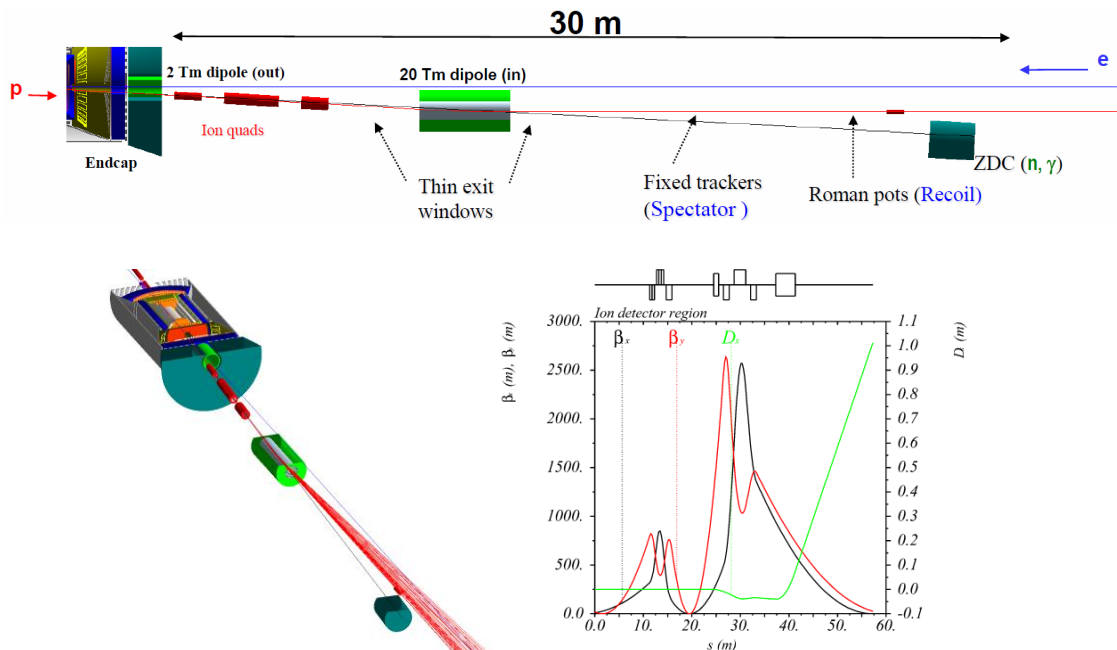 30 m
2 Tm dipole (out)
20 Tm dipole (in)
e
p
Ion quads
Endcap
Thin exit
windows
Fixed trackers
(Spectator )
Roman pots (Recoil)
ZDC (n, γ)
Ion detector region
βx βy Dx
3000.
2500.
2000.
1500.
1000.
500.
0.0
1.1
1.0
0.9
0.8
0.7
0.6
0.5
0.4
0.3
0.2
0.1
0.0
-0.1
0.0 10. 20. 30. 40. 50. 60.
s (m)